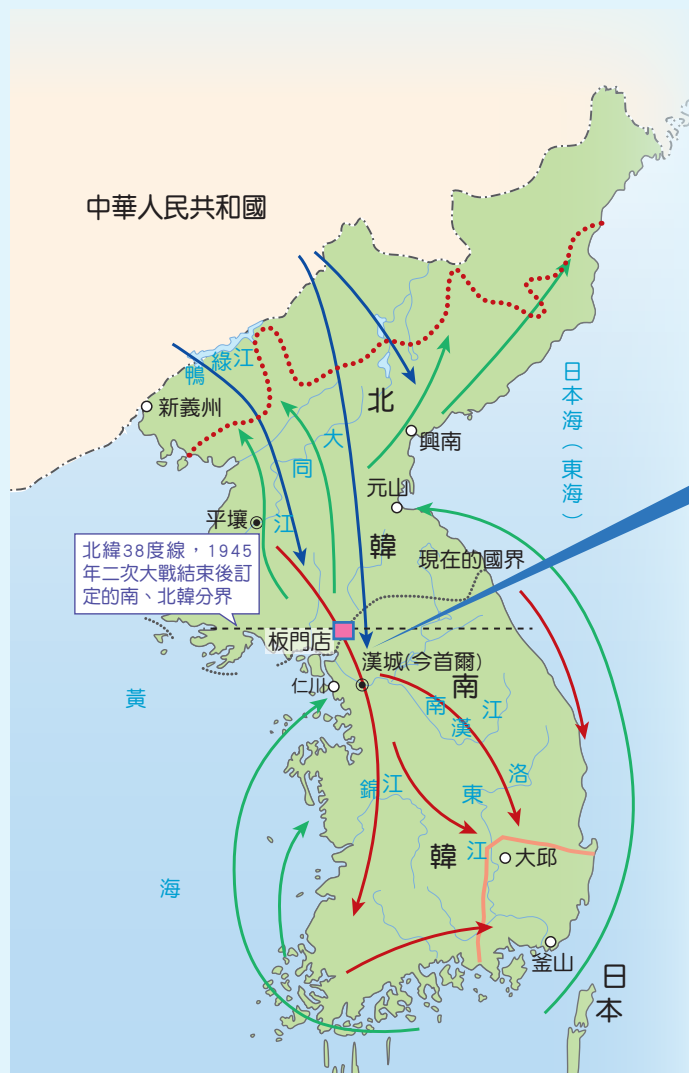 中華人民共和國
鴨綠江
新義州
北韓
大同江
興南
元山
平壤
日本海(東海)
北緯38度線，1945
年二次大戰結束後訂
定的南、北韓分界
現在的國界
板門店
漢城(今首爾)
仁川
南韓
南漢江
黃海
錦江
洛東江
大邱
釜山
日本